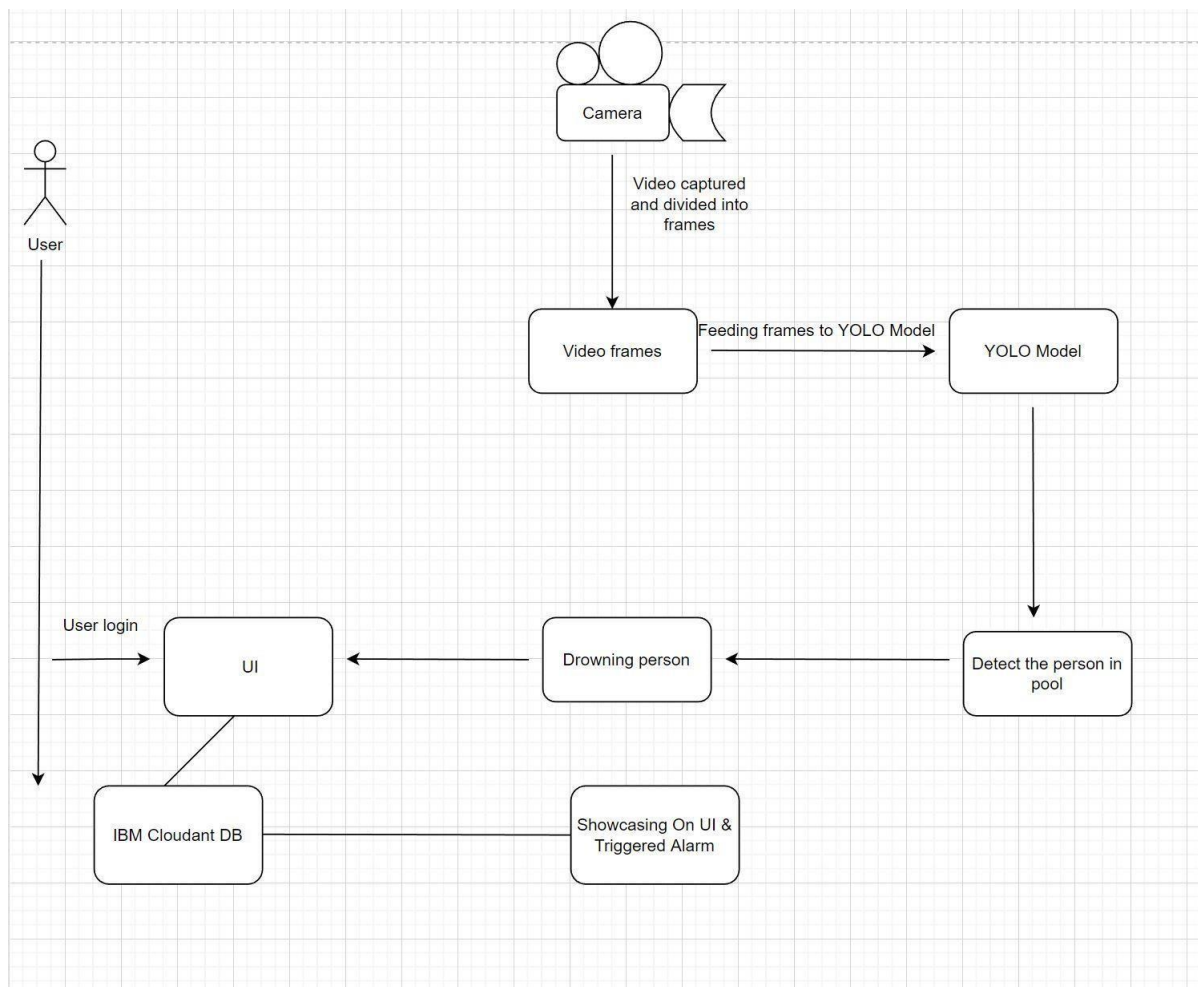 Camera
Video captured
and divided into
frames
User
Video frames
Feeding frames to YOLO Model
YOLO Model
User login
UI
Drowning person
Detect the person in
pool
IBM Cloudant DB
Showcasing On UI &
Triggered Alarm